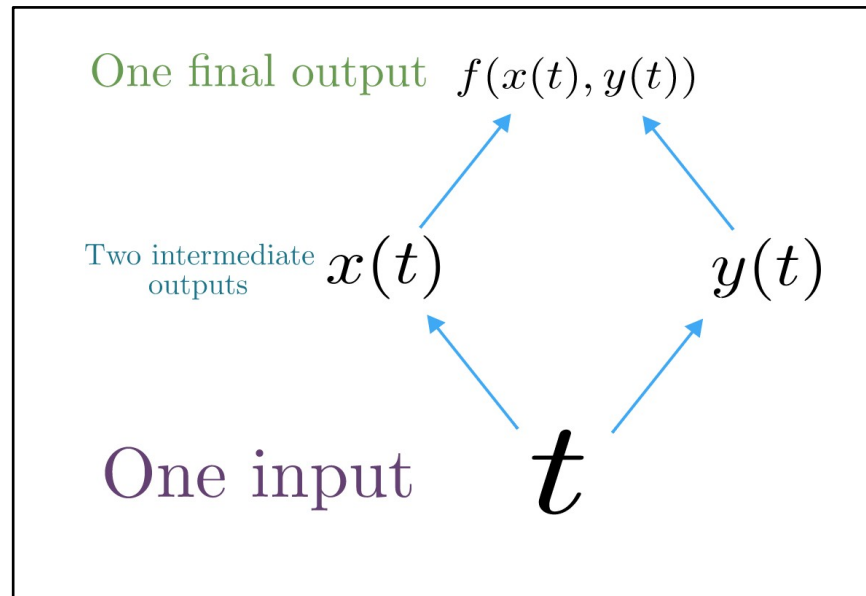 One final output f(x(t), y(t))
Two intermediate
outputs
x(t) y(t)
One input t